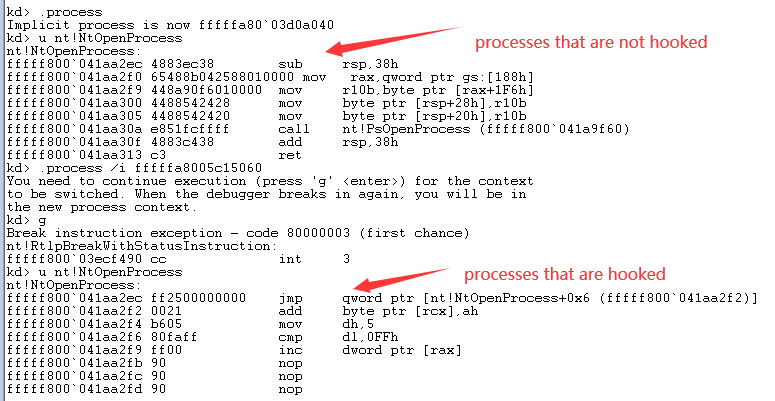 kd> .process
Implicit process is now fffffa80`03d0a040
kd> u nt!NtOpenProcess
nt!NtOpenProcess:
processes that are not hooked
fffff800`041aa2ec 4883ec38 sub rsp,38h
fffff800`041aa2f0 65488b042588010000 mov rax,qword ptr gs:[188h]
fffff800`041aa2f9 448a90f6010000 mov r10b,byte ptr [rax+1F6h]
fffff800`041aa300 4488542428 mov byte ptr [rsp+28h],r10b
fffff800`041aa305 4488542420 mov byte ptr [rsp+20h],r10b
fffff800`041aa30a e851fcffff call nt!PsOpenProcess (fffff800`041a9f60)
fffff800`041aa30f 4883c438 add rsp,38h
fffff800`041aa313 c3 ret
kd> .process /i fffffa8005c15060
You need to continue execution (press 'g' <enter>) for the context
to be switched. When the debugger breaks in again, you will be in
the new process context.
kd> g
Break instruction exception - code 80000003 (first chance)
nt!RtlpBreakWithStatusInstruction:
fffff800`03ecf490 cc int 3
kd> u nt!NtOpenProcess
processes that are hooked
nt!NtOpenProcess:
fffff800`041aa2ec ff2500000000 jmp qword ptr [nt!NtOpenProcess+0x6 (fffff800`041aa2f2)]
fffff800`041aa2f2 0021 add byte ptr [rcx],ah
fffff800`041aa2f4 b605 mov dh,5
fffff800`041aa2f6 80faff cmp dl,0FFh
fffff800`041aa2f9 ff00 inc dword ptr [rax]
fffff800`041aa2fb 90 nop
fffff800`041aa2fc 90 nop
fffff800`041aa2fd 90 nop